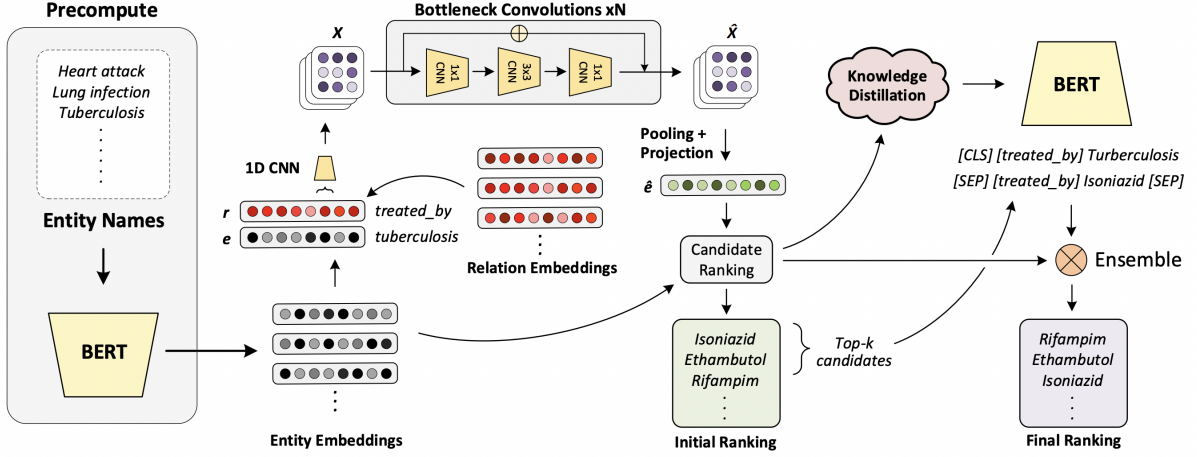 Precompute
Heart attack
Lung infection
Tuberculosis
Entity Names
BERT
X
Bottleneck Convolutions xN
1x1 CNN
3x3 CNN
1x1 CNN
X̂
1D CNN
r
treated_by
e
tuberculosis
Relation Embeddings
Entity Embeddings
Pooling +
Projection
ê
Candidate
Ranking
Isoniazid
Ethambutol
Rifampim
Initial Ranking
Top-k
candidates
Knowledge
Distillation
BERT
[CLS] [treated_by] Turberculosis
[SEP] [treated_by] Isoniazid [SEP]
Ensemble
Rifampim
Ethambutol
Isoniazid
Final Ranking